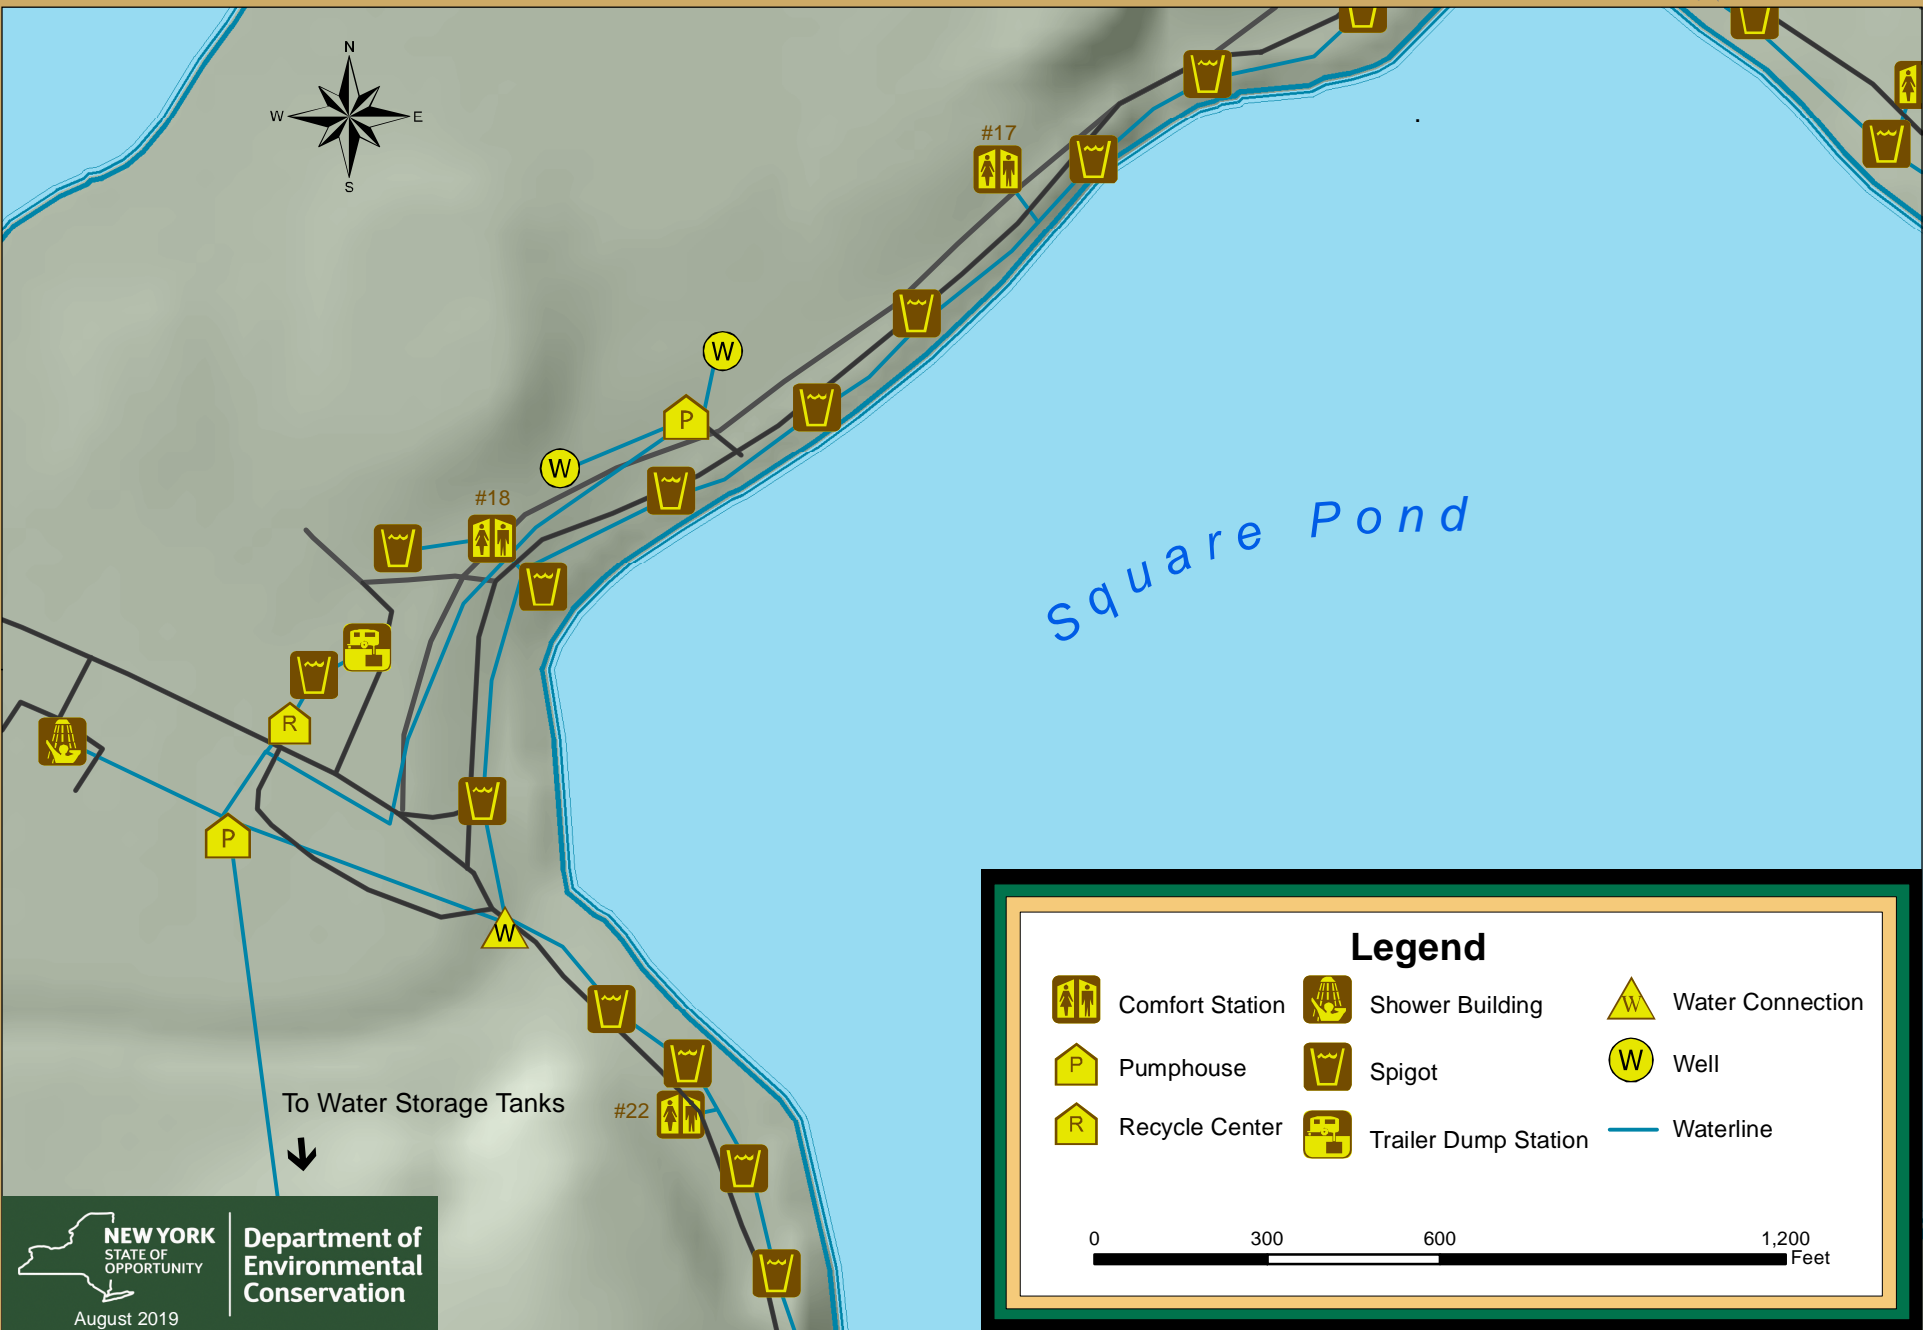 N
W E
S
#17
W
P
W
#18
Square Pond
R
P
W
To Water Storage Tanks
#22
NEW YORK
STATE OF
OPPORTUNITY
Department of
Environmental
Conservation
August 2019
Legend
Comfort Station
Shower Building
W Water Connection
P Pumphouse
Spigot
W Well
R Recycle Center
Trailer Dump Station
Waterline
0 300 600 1,200
Feet